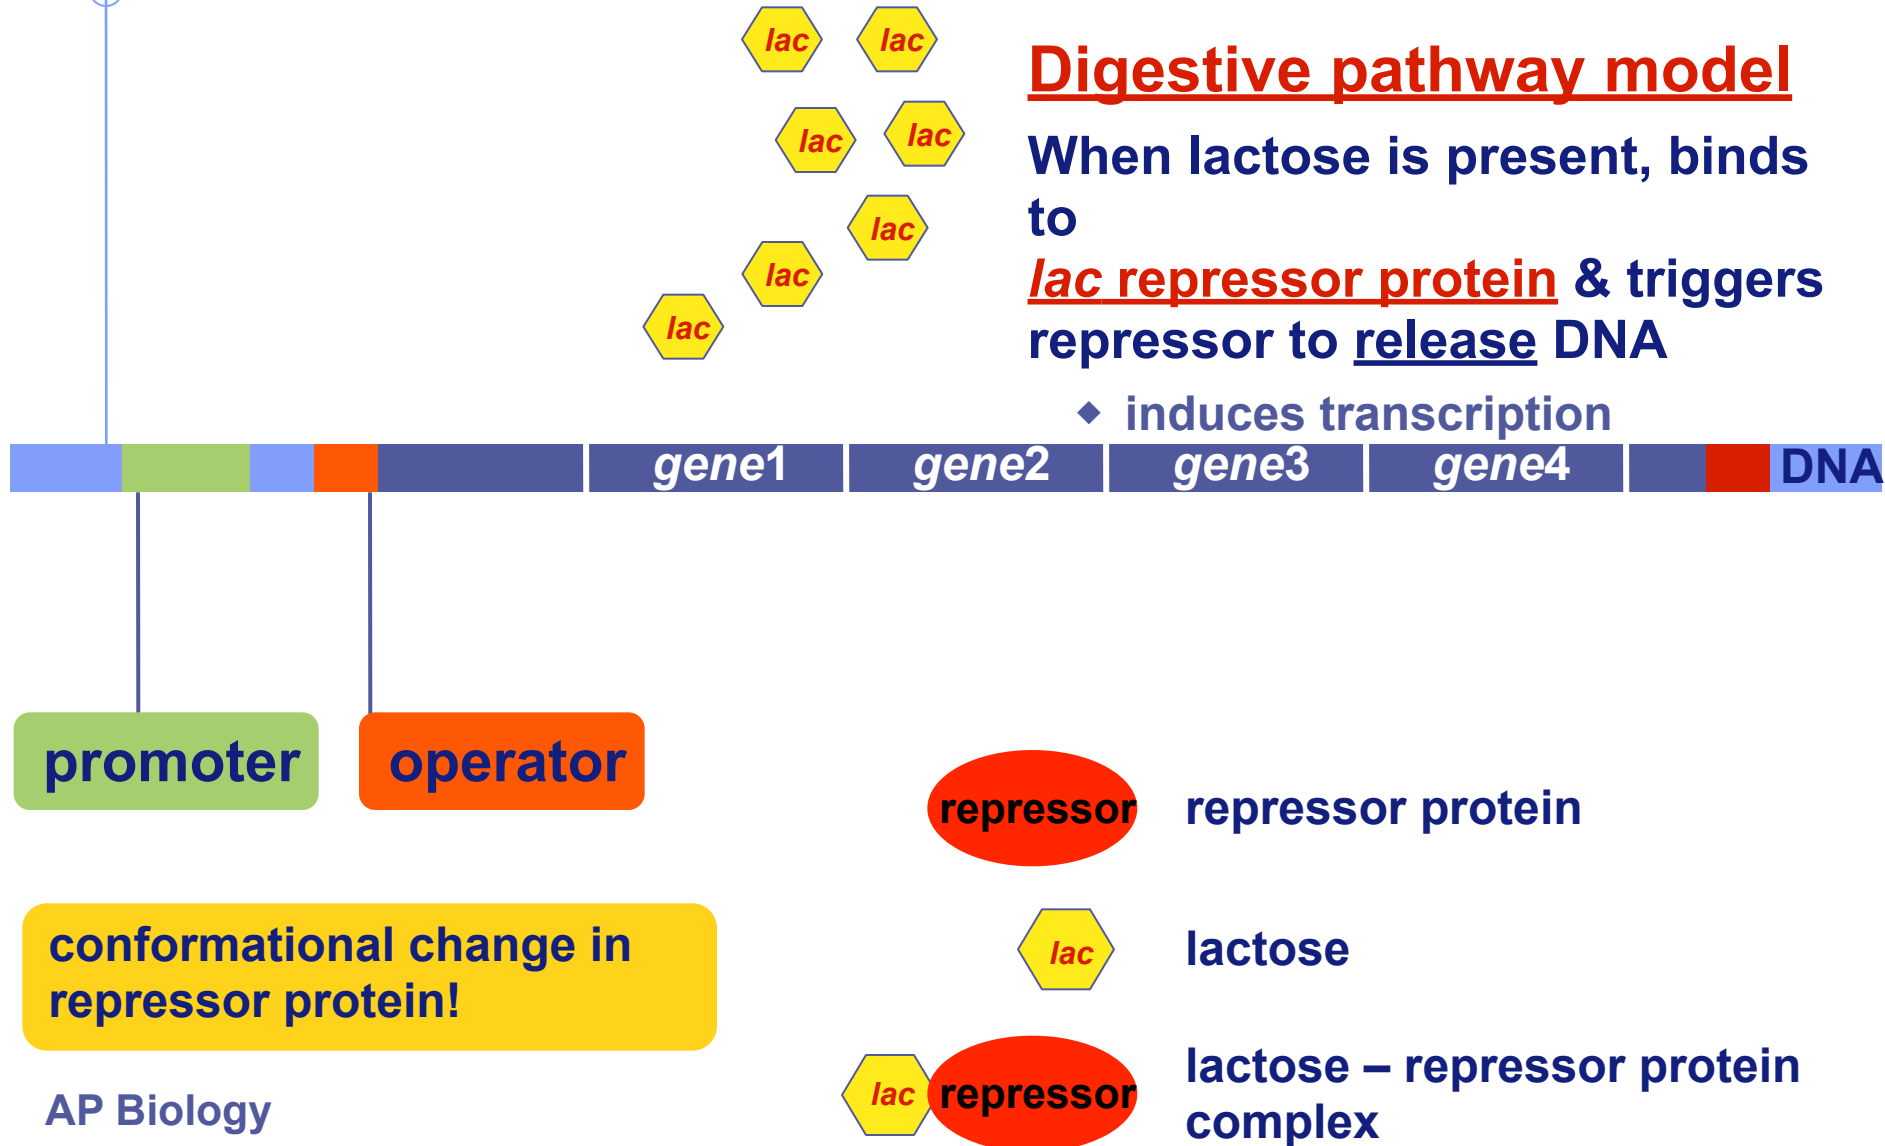 lac lac
lac lac
lac
lac
lac
Digestive pathway model
When lactose is present, binds
to
lac repressor protein & triggers
repressor to release DNA
◆ induces transcription
gene1 gene2 gene3 gene4 DNA
promoter operator
repressor repressor protein
conformational change in
repressor protein!
lac lactose
lac repressor lactose – repressor protein
complex
AP Biology